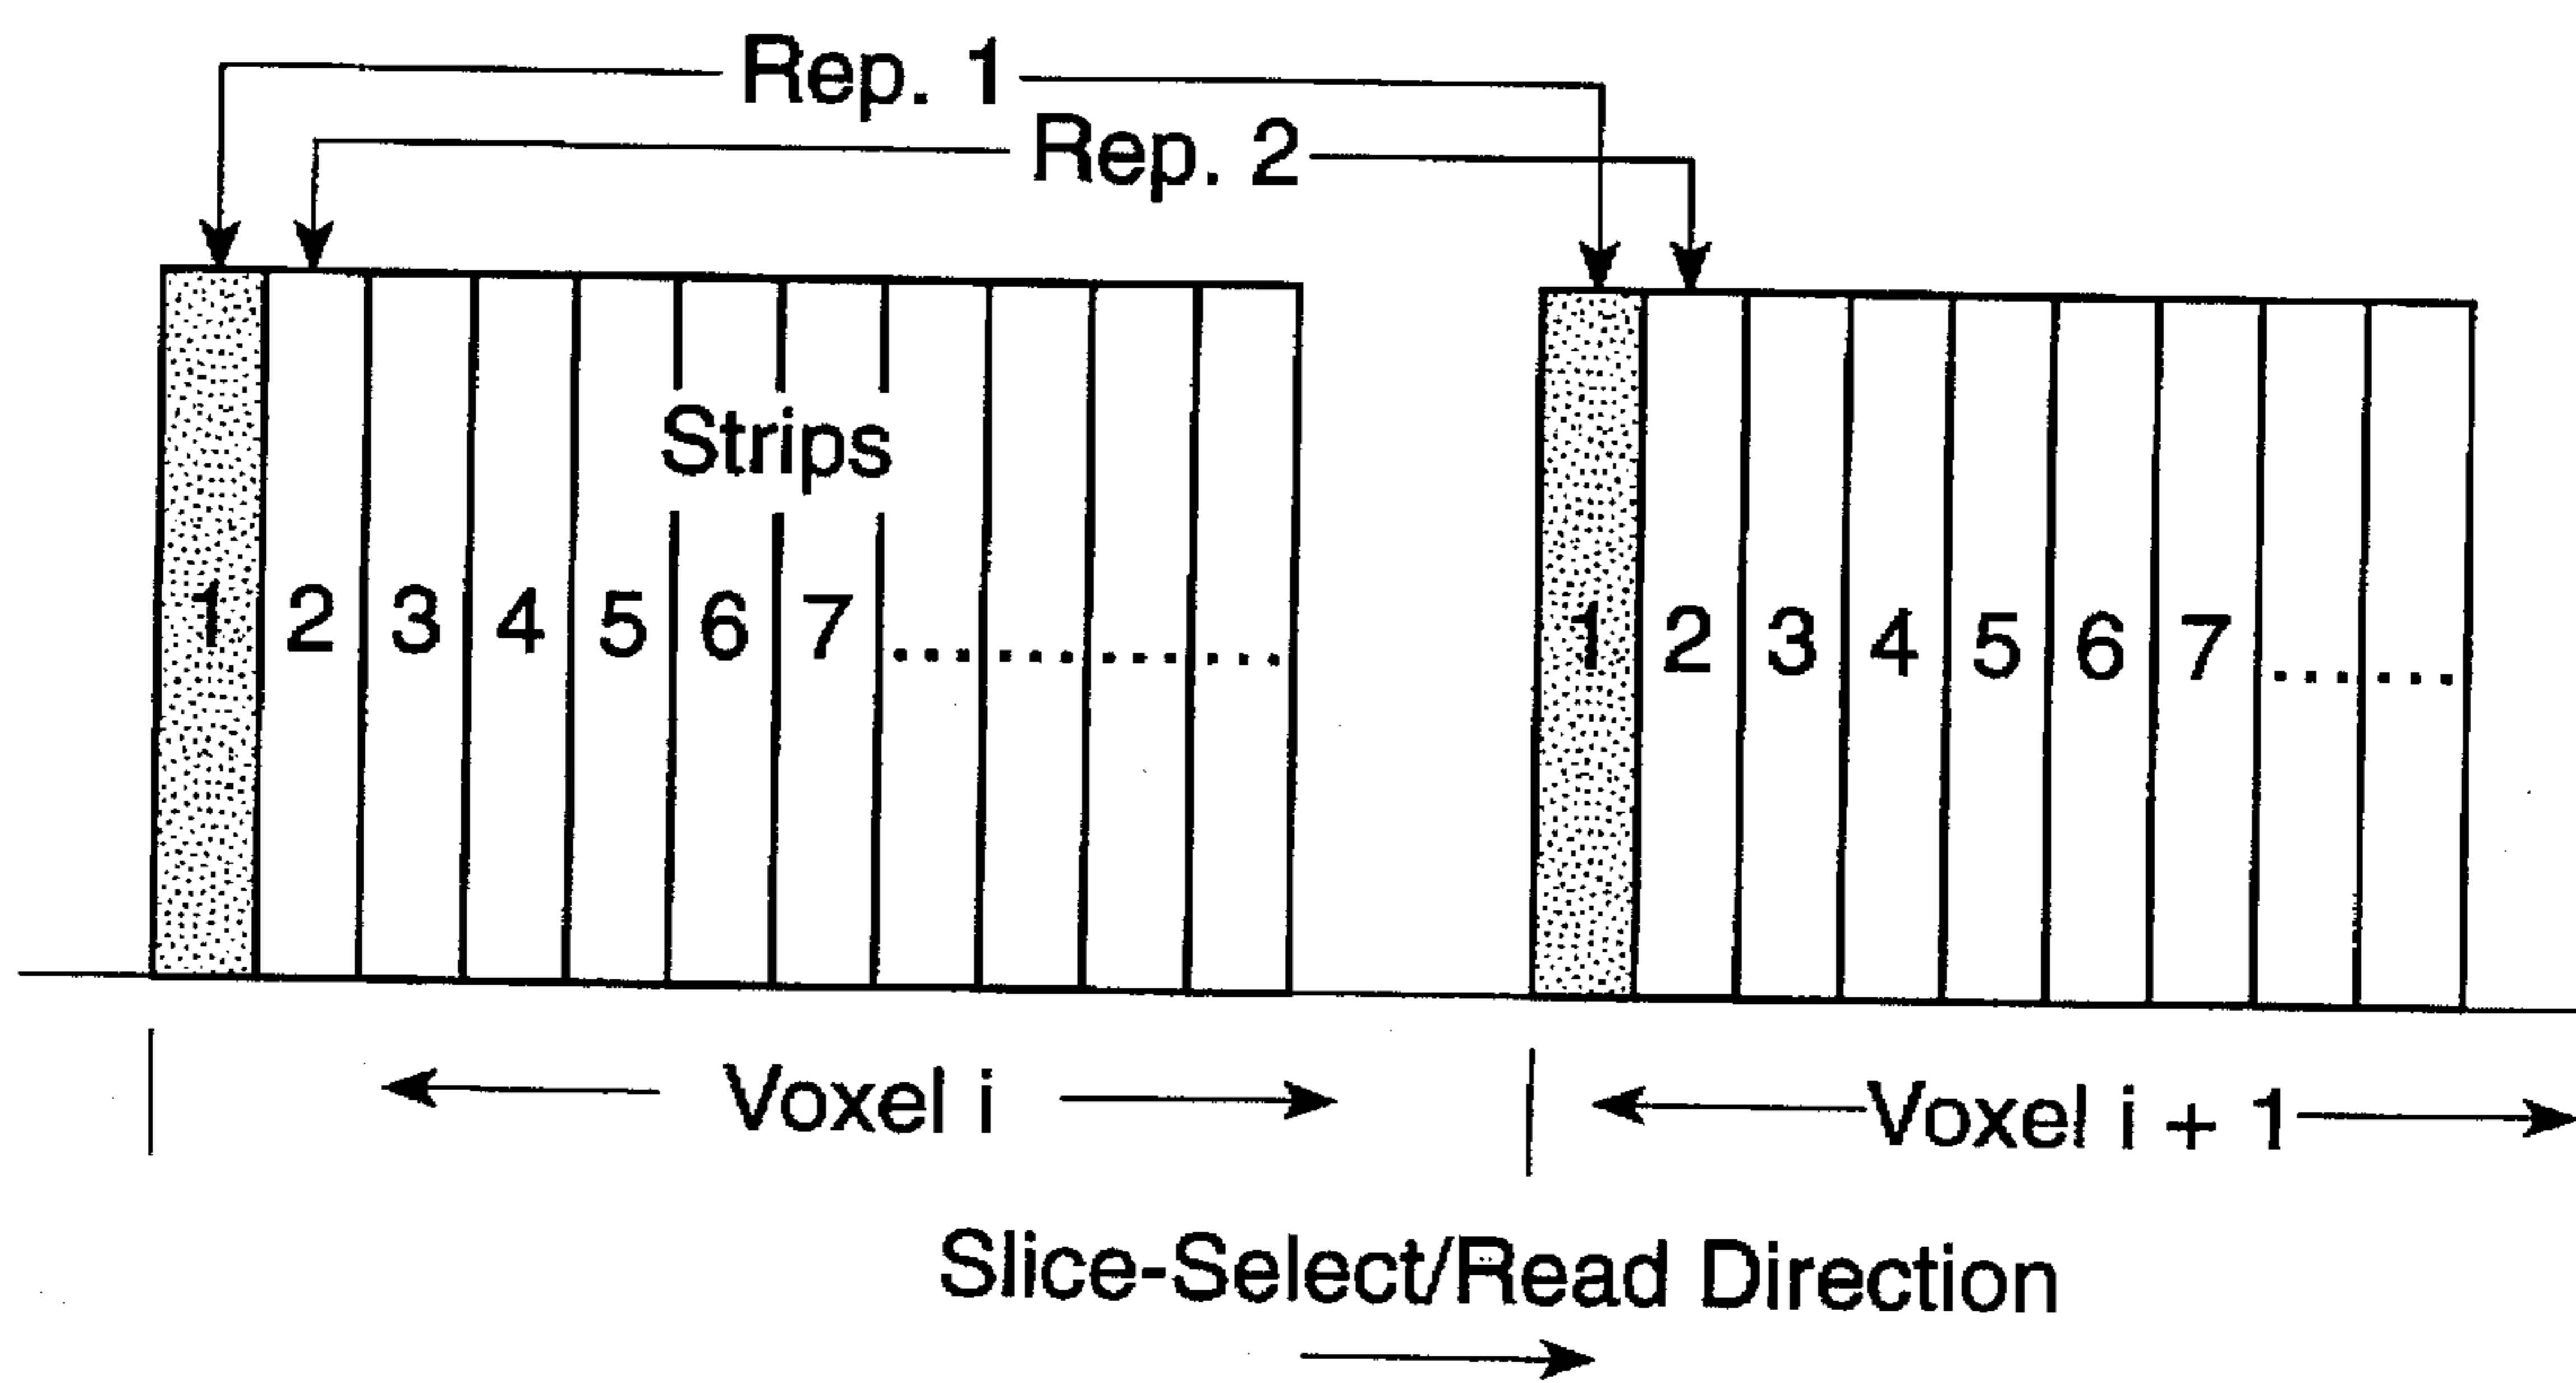 Rep. 1
Rep. 2
Strips
1 2 3 4 5 6 7 ............
1 2 3 4 5 6 7 ......
Voxel i
Voxel i + 1
Slice-Select/Read Direction